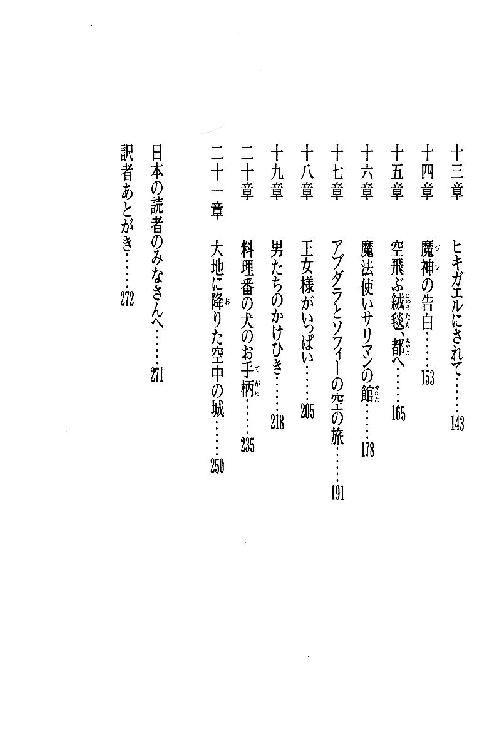 十三章 ヒキガエルにされて……143
十四章 魔神の告白……153
十五章 空飛ぶ絨毯、都へ……165
十六章 魔法使いサリマンの館……178
十七章 アブダラとソフィーの空の旅……191
十八章 王女様がいっぱい……205
十九章 男たちのかけひき……218
二十章 料理番の犬のお手柄……235
二十一章 大地に降りた空中の城……250
日本の読者のみなさんへ……271
訳者あとがき……272